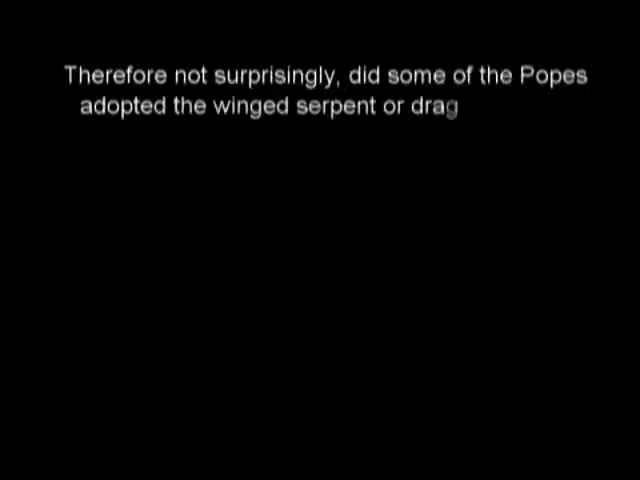 Therefore not surprisingly, did some of the Popes
adopted the winged serpent or drag